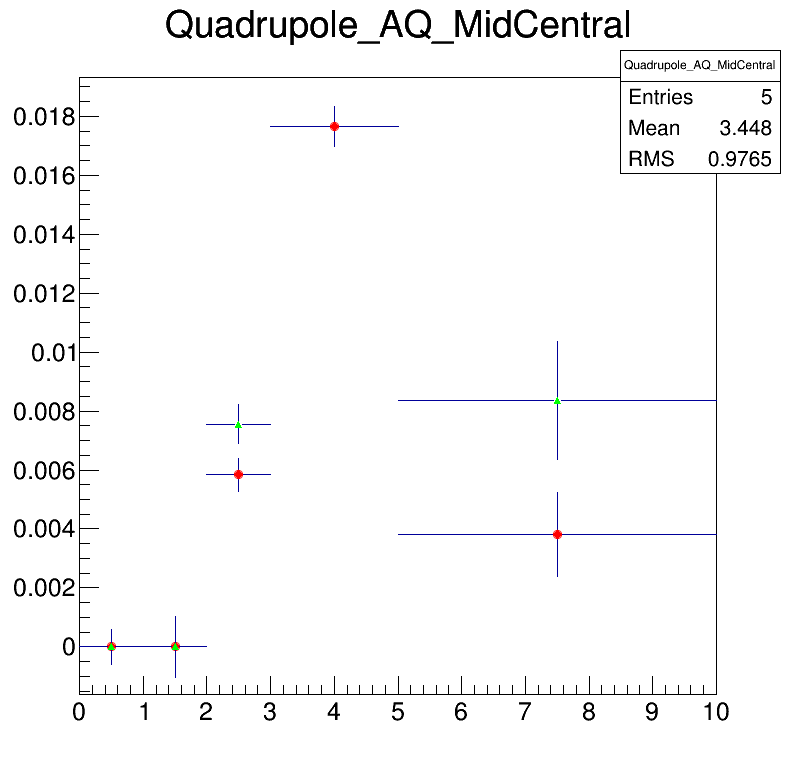 Quadrupole_AQ_MidCentral
Quadrupole_AQ_MidCentral
Entries 5
Mean 3.448
RMS 0.9765
0.018
0.016
0.014
0.012
0.01
0.008
0.006
0.004
0.002
0
0 1 2 3 4 5 6 7 8 9 10